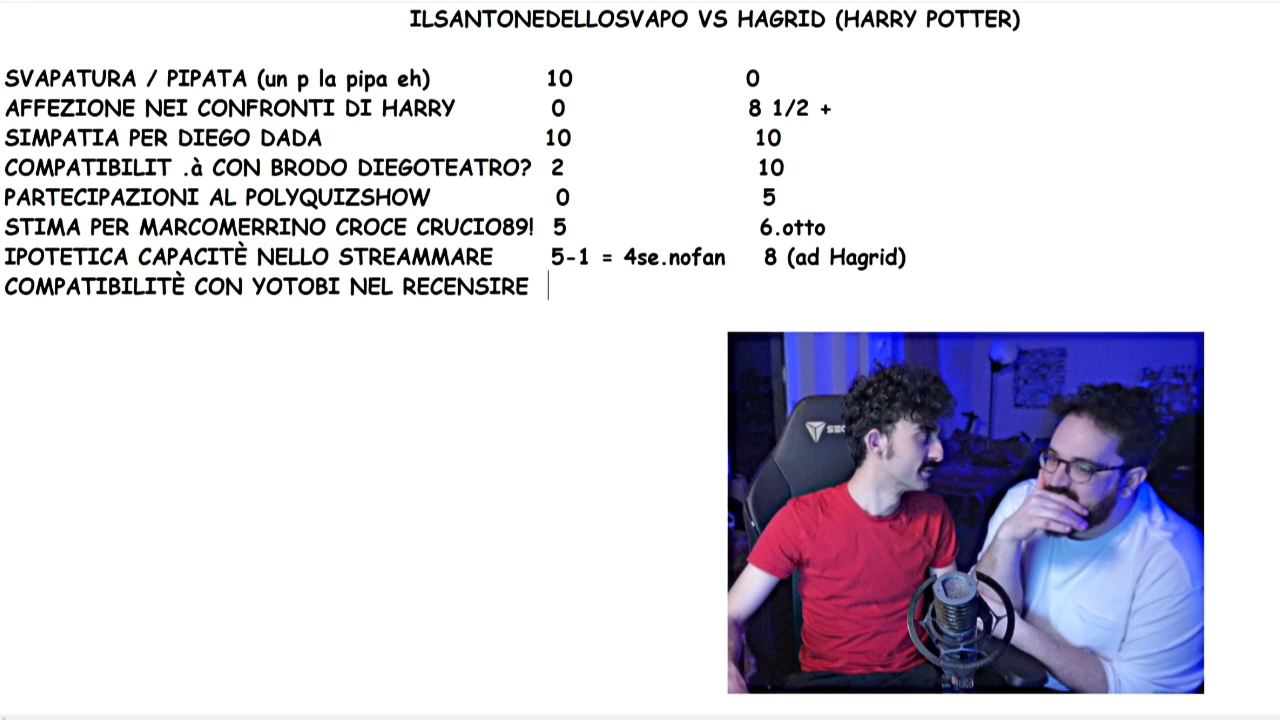 ILSANTONEDELLOSVAPO VS HAGRID (HARRY POTTER)
SVAPATURA / PIPATA (un p la pipa eh) 10 0
AFFEZIONE NEI CONFRONTI DI HARRY 0 8 1/2 +
SIMPATIA PER DIEGO DADA 10 10
COMPATIBILIT .à CON BRODO DIEGOTEATRO? 2 10
PARTECIPAZIONI AL POLYQUIZSHOW 0 5
STIMA PER MARCOMERRINO CROCE CRUCIO89! 5 6.otto
IPOTETICA CAPACITÈ NELLO STREAMMARE 5-1 = 4se.nofan 8 (ad Hagrid)
COMPATIBILITÈ CON YOTOBI NEL RECENSIRE